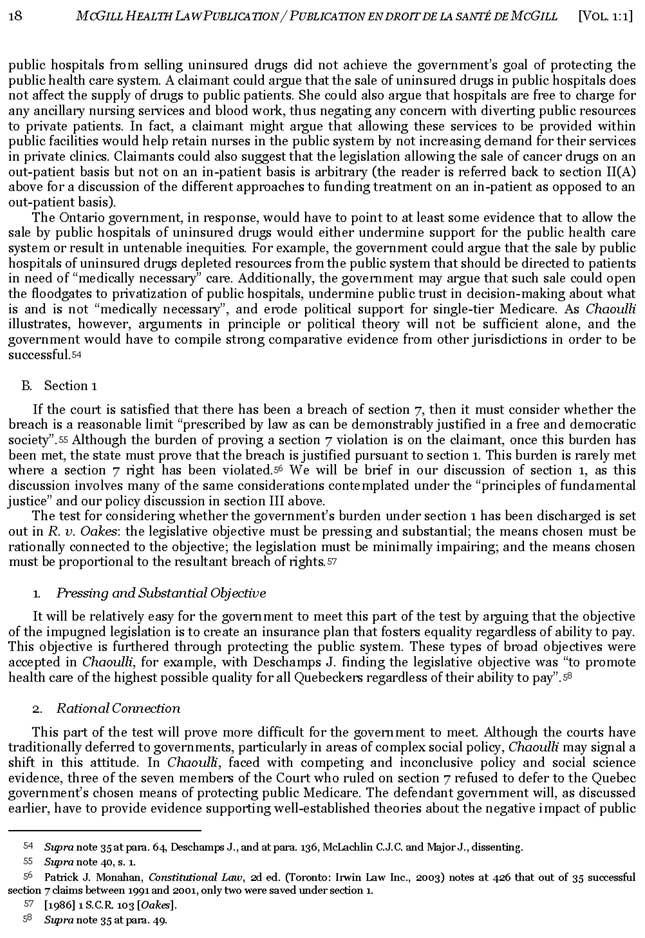 18 MCGILL HEALTH LAW PUBLICATION / PUBLICATION EN DROIT DE LA SANTÉ DE MCGILL [VOL. 1:1]
public hospitals from selling uninsured drugs did not achieve the government's goal of protecting the
public health care system. A claimant could argue that the sale of uninsured drugs in public hospitals does
not affect the supply of drugs to public patients. She could also argue that hospitals are free to charge for
any ancillary nursing services and blood work, thus negating any concern with diverting public resources
to private patients. In fact, a claimant might argue that allowing these services to be provided within
public facilities would help retain nurses in the public system by not increasing demand for their services
in private clinics. Claimants could also suggest that the legislation allowing the sale of cancer drugs on an
out-patient basis but not on an in-patient basis is arbitrary (the reader is referred back to section II(A)
above for a discussion of the different approaches to funding treatment on an in-patient as opposed to an
out-patient basis).
The Ontario government, in response, would have to point to at least some evidence that to allow the
sale by public hospitals of uninsured drugs would either undermine support for the public health care
system or result in untenable inequities. For example, the government could argue that the sale by public
hospitals of uninsured drugs depleted resources from the public system that should be directed to patients
in need of “medically necessary” care. Additionally, the government may argue that such sale could open
the floodgates to privatization of public hospitals, undermine public trust in decision-making about what
is and is not “medically necessary”, and erode political support for single-tier Medicare. As Chaoulli
illustrates, however, arguments in principle or political theory will not be sufficient alone, and the
government would have to compile strong comparative evidence from other jurisdictions in order to be
successful.54
B. Section 1
If the court is satisfied that there has been a breach of section 7, then it must consider whether the
breach is a reasonable limit “prescribed by law as can be demonstrably justified in a free and democratic
society”.55 Although the burden of proving a section 7 violation is on the claimant, once this burden has
been met, the state must prove that the breach is justified pursuant to section 1. This burden is rarely met
where a section 7 right has been violated.56 We will be brief in our discussion of section 1, as this
discussion involves many of the same considerations contemplated under the “principles of fundamental
justice” and our policy discussion in section III above.
The test for considering whether the government's burden under section 1 has been discharged is set
out in R. v. Oakes: the legislative objective must be pressing and substantial; the means chosen must be
rationally connected to the objective; the legislation must be minimally impairing; and the means chosen
must be proportional to the resultant breach of rights.57
1. Pressing and Substantial Objective
It will be relatively easy for the government to meet this part of the test by arguing that the objective
of the impugned legislation is to create an insurance plan that fosters equality regardless of ability to pay.
This objective is furthered through protecting the public system. These types of broad objectives were
accepted in Chaoulli, for example, with Deschamps J. finding the legislative objective was “to promote
health care of the highest possible quality for all Quebeckers regardless of their ability to pay”.58
2. Rational Connection
This part of the test will prove more difficult for the government to meet. Although the courts have
traditionally deferred to governments, particularly in areas of complex social policy, Chaoulli may signal a
shift in this attitude. In Chaoulli, faced with competing and inconclusive policy and social science
evidence, three of the seven members of the Court who ruled on section 7 refused to defer to the Quebec
government's chosen means of protecting public Medicare. The defendant government will, as discussed
earlier, have to provide evidence supporting well-established theories about the negative impact of public
54 Supra note 35 at para. 64, Deschamps J., and at para. 136, McLachlin C.J.C. and Major J., dissenting.
55 Supra note 40, s. 1.
56 Patrick J. Monahan, Constitutional Law, 2d ed. (Toronto: Irwin Law Inc., 2003) notes at 426 that out of 35 successful
section 7 claims between 1991 and 2001, only two were saved under section 1.
57 [1986] 1 S.C.R. 103 [Oakes].
58 Supra note 35 at para. 49.